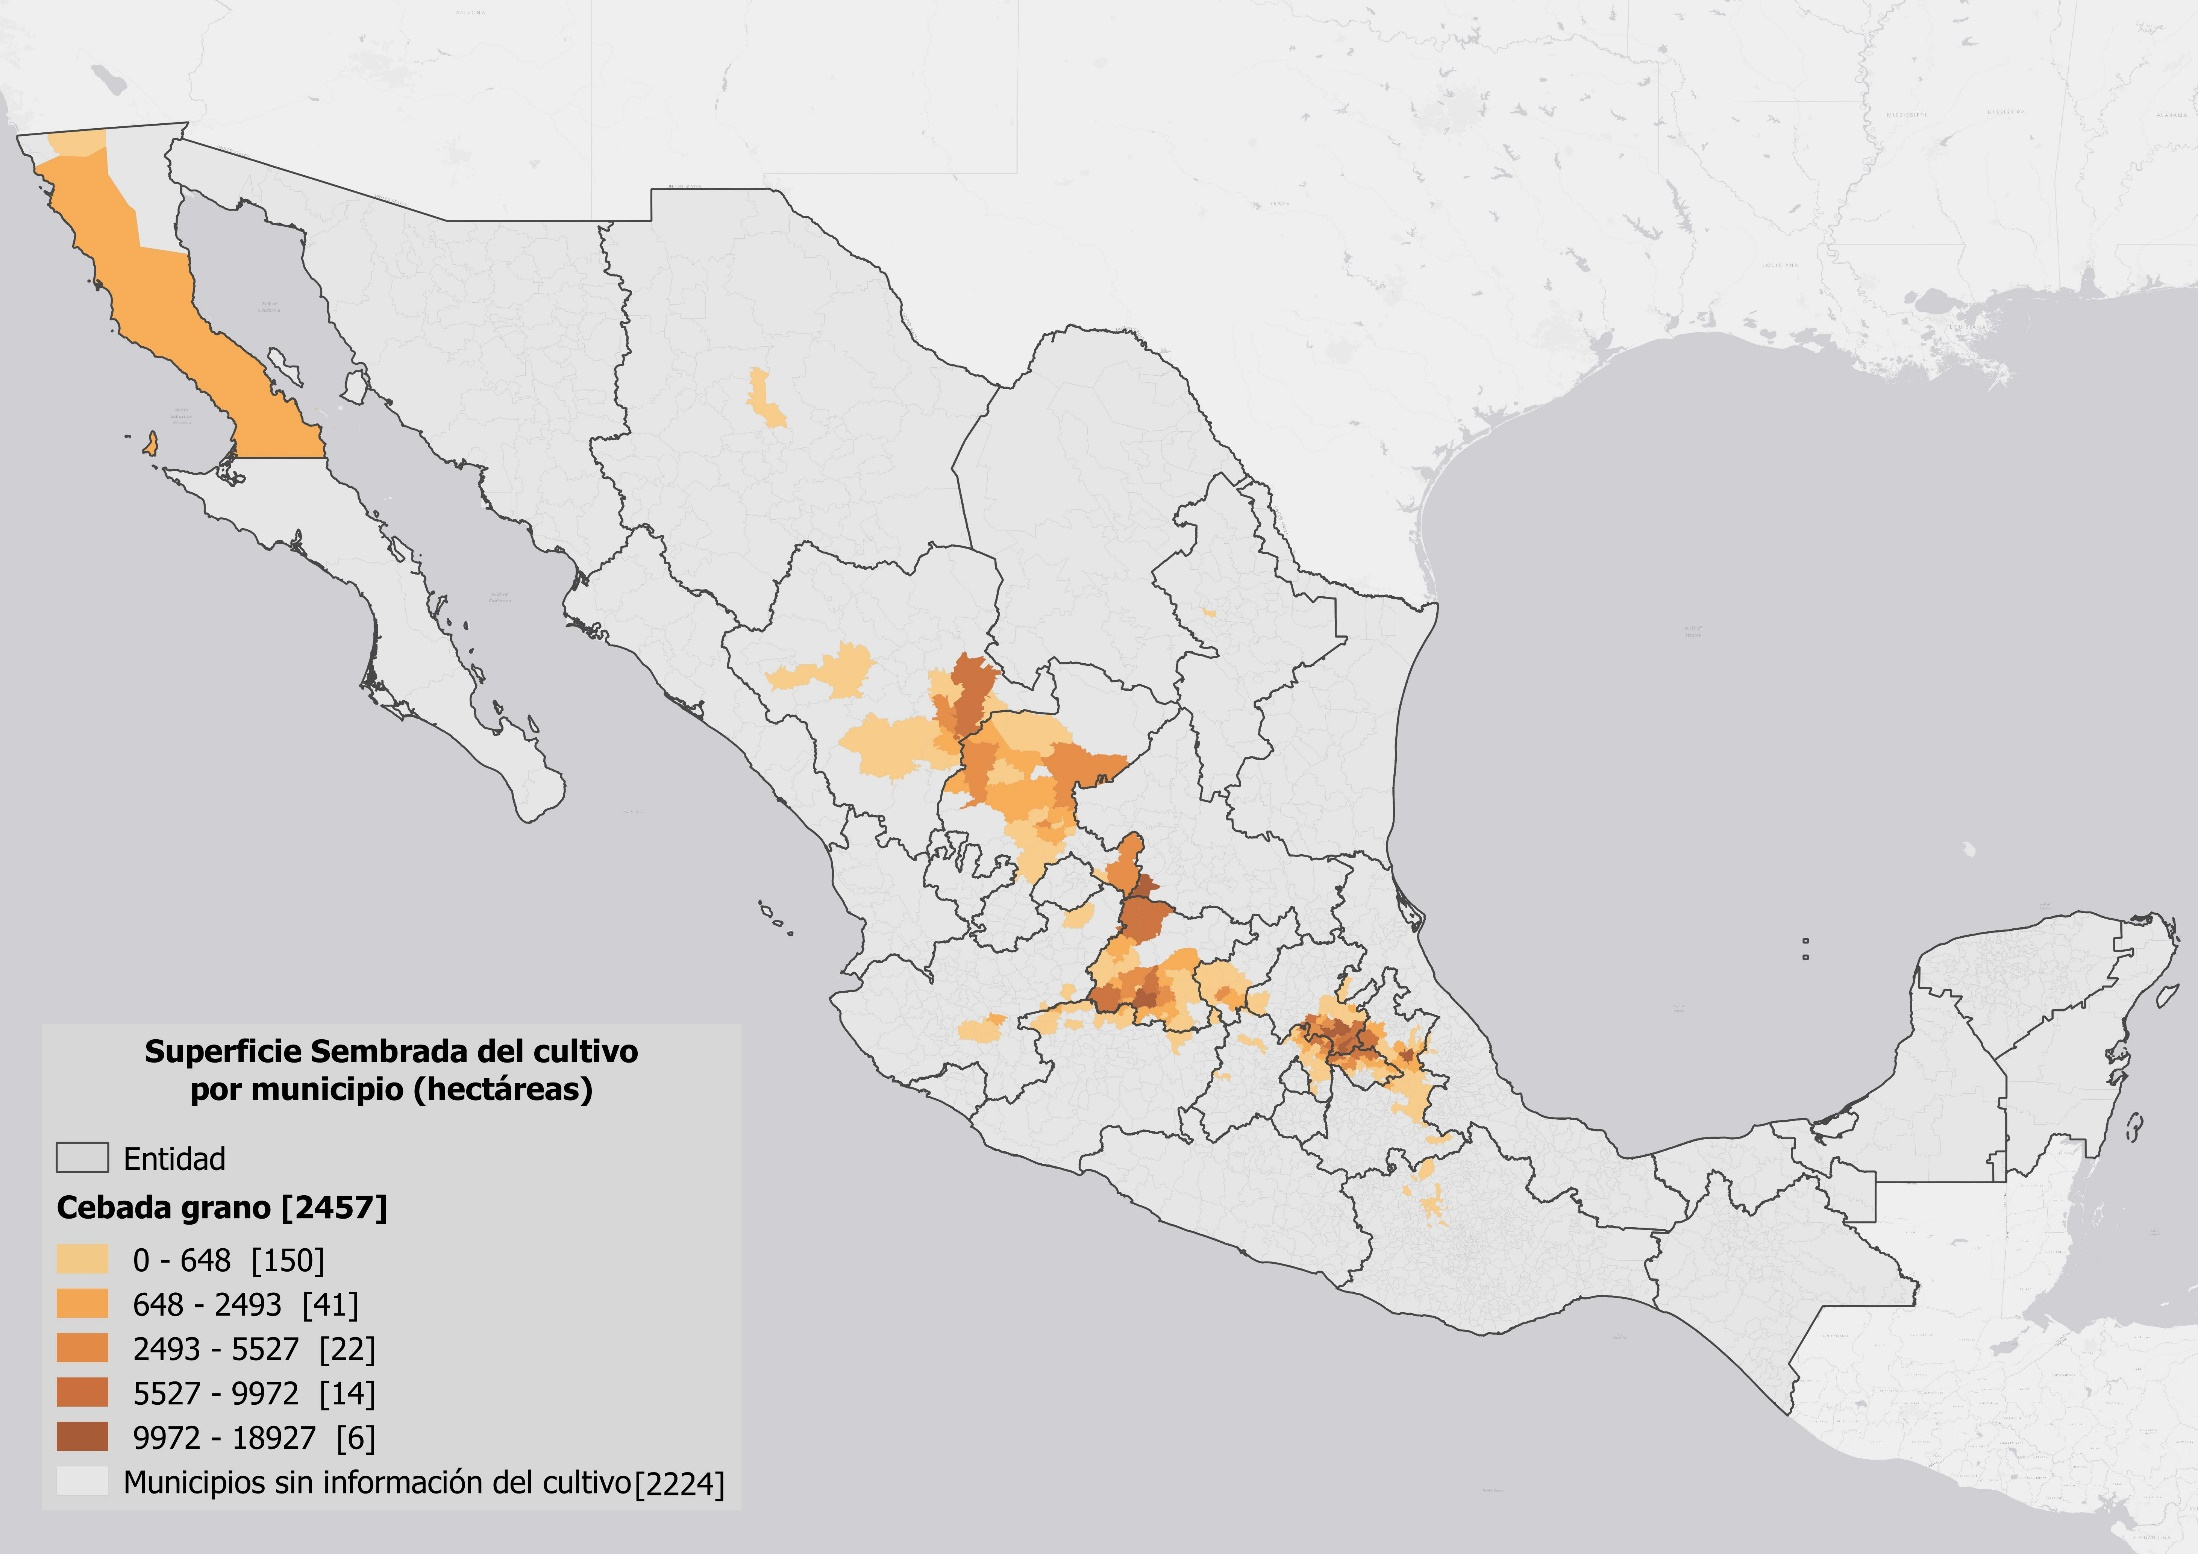 Superficie Sembrada del cultivo
por municipio (hectáreas)
Entidad
Cebada grano [2457]
0 - 648 [150]
648 - 2493 [41]
2493 - 5527 [22]
5527 - 9972 [14]
9972 - 18927 [6]
Municipios sin información del cultivo [2224]